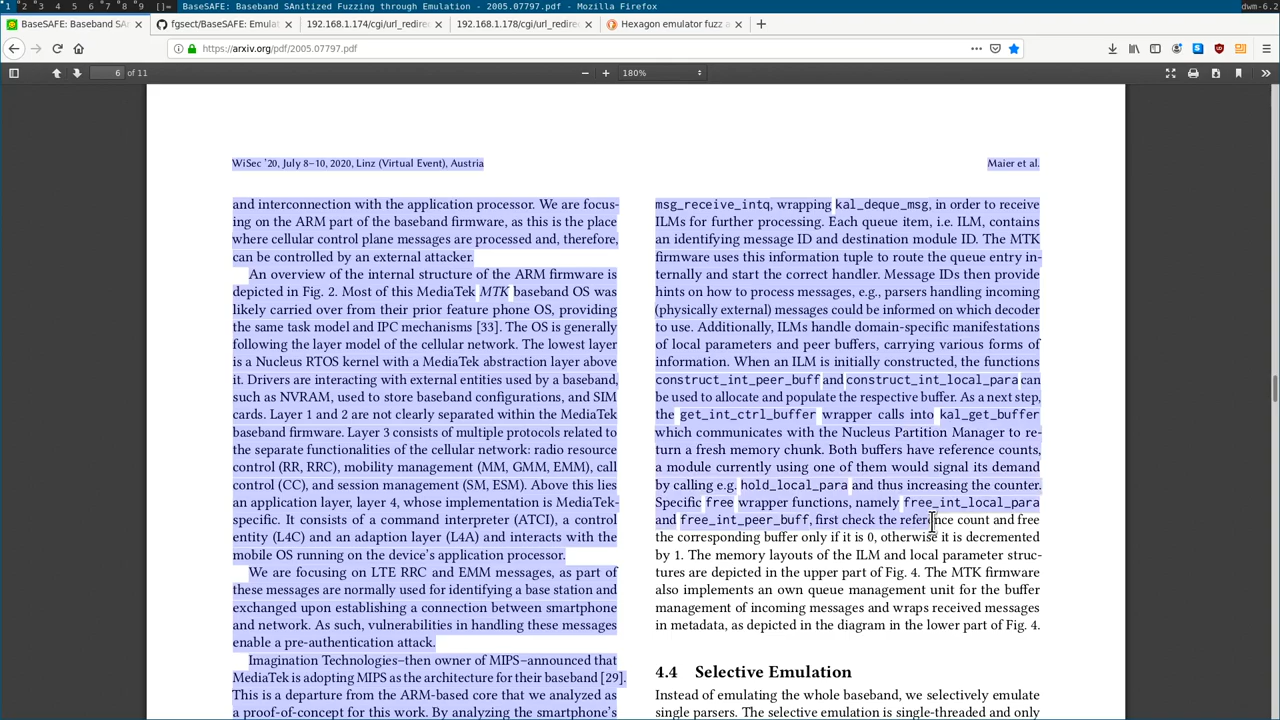 1 2 3 4 5 6 7 8 9 []= BaseSAFE: Baseband SAnitized Fuzzing through Emulation - 2005.07797.pdf - Mozilla Firefox dwm-6.2
BaseSAFE: Baseband SAn
fgsect/BaseSAFE: Emulat
192.168.1.174/cgi/url_redire
192.168.1.178/cgi/url_redire
Hexagon emulator fuzz a
https://arxiv.org/pdf/2005.07797.pdf
6 of 11
180%
WiSec '20, July 8–10, 2020, Linz (Virtual Event), Austria
Maier et al.
and interconnection with the application processor. We are focus-
ing on the ARM part of the baseband firmware, as this is the place
where cellular control plane messages are processed and, therefore,
can be controlled by an external attacker.
An overview of the internal structure of the ARM firmware is
depicted in Fig. 2. Most of this MediaTek MTK baseband OS was
likely carried over from their prior feature phone OS, providing
the same task model and IPC mechanisms [33]. The OS is generally
following the layer model of the cellular network. The lowest layer
is a Nucleus RTOS kernel with a MediaTek abstraction layer above
it. Drivers are interacting with external entities used by a baseband,
such as NVRAM, used to store baseband configurations, and SIM
cards. Layer 1 and 2 are not clearly separated within the MediaTek
baseband firmware. Layer 3 consists of multiple protocols related to
the separate functionalities of the cellular network: radio resource
control (RR, RRC), mobility management (MM, GMM, EMM), call
control (CC), and session management (SM, ESM). Above this lies
an application layer, layer 4, whose implementation is MediaTek-
specific. It consists of a command interpreter (ATCI), a control
entity (L4C) and an adaption layer (L4A) and interacts with the
mobile OS running on the device's application processor.
We are focusing on LTE RRC and EMM messages, as part of
these messages are normally used for identifying a base station and
exchanged upon establishing a connection between smartphone
and network. As such, vulnerabilities in handling these messages
enable a pre-authentication attack.
Imagination Technologies–then owner of MIPS–announced that
MediaTek is adopting MIPS as the architecture for their baseband [29].
This is a departure from the ARM-based core that we analyzed as
a proof-of-concept for this work. By analyzing the smartphone's
msg_receive_intq, wrapping kal_deque_msg, in order to receive
ILMs for further processing. Each queue item, i.e. ILM, contains
an identifying message ID and destination module ID. The MTK
firmware uses this information tuple to route the queue entry in-
ternally and start the correct handler. Message IDs then provide
hints on how to process messages, e.g., parsers handling incoming
(physically external) messages could be informed on which decoder
to use. Additionally, ILMs handle domain-specific manifestations
of local parameters and peer buffers, carrying various forms of
information. When an ILM is initially constructed, the functions
construct_int_peer_buff and construct_int_local_para can
be used to allocate and populate the respective buffer. As a next step,
the get_int_ctrl_buffer wrapper calls into kal_get_buffer
which communicates with the Nucleus Partition Manager to re-
turn a fresh memory chunk. Both buffers have reference counts,
a module currently using one of them would signal its demand
by calling e.g. hold_local_para and thus increasing the counter.
Specific free wrapper functions, namely free_int_local_para
and free_int_peer_buff, first check the reference count and free
the corresponding buffer only if it is 0, otherwise it is decremented
by 1. The memory layouts of the ILM and local parameter struc-
tures are depicted in the upper part of Fig. 4. The MTK firmware
also implements an own queue management unit for the buffer
management of incoming messages and wraps received messages
in metadata, as depicted in the diagram in the lower part of Fig. 4.
4.4 Selective Emulation
Instead of emulating the whole baseband, we selectively emulate
single parsers. The selective emulation is single-threaded and only